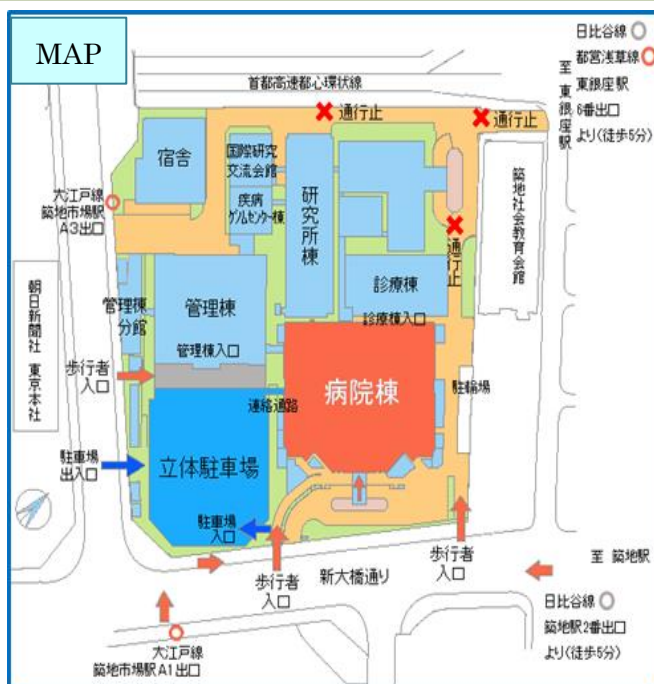 MAP
日比谷線
都営浅草線
東銀座駅
6番出口
より(徒歩5分)
至 東銀座駅
首都高速都心環状線
通行止
通行止
通行止
宿舎
国際研究
交流会館
疾病
ゲノムセンター棟
研究所棟
築地社会教育会館
大江戸線
築地市場駅
A3出口
朝日新聞社 東京本社
管理棟
分館
管理棟
管理棟入口
診療棟
診療棟入口
歩行者
入口
病院棟
駐輪場
連絡通路
立体駐車場
駐車場
出入口
駐車場
入口
歩行者
入口
歩行者
入口
新大橋通り
至 築地駅
日比谷線
築地駅2番出口
より(徒歩5分)
大江戸線
築地市場駅A1出口